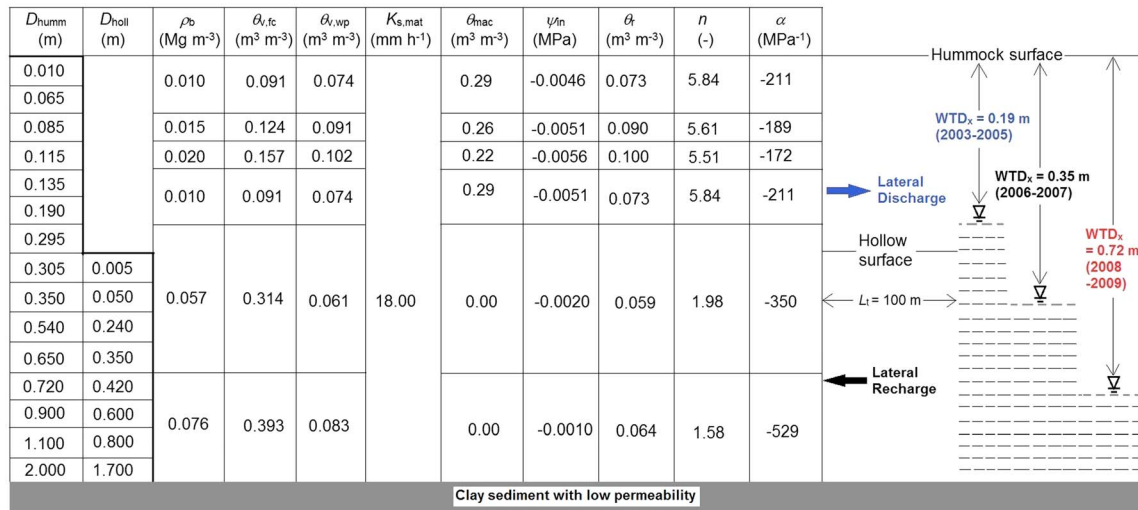 Dhumm Dholl ρb θv,fc θv,wp Ks,mat θmac ψin θr n α
(m) (m) (Mg m-3) (m3 m-3) (m3 m-3) (mm h-1) (m3 m-3) (MPa) (m3 m-3) (-) (MPa-1)
Hummock surface
0.010
0.010 0.091 0.074 0.29 -0.0046 0.073 5.84 -211
0.065
0.085 0.015 0.124 0.091 0.26 -0.0051 0.090 5.61 -189
WTDx = 0.19 m
(2003-2005)
0.115 0.020 0.157 0.102 0.22 -0.0056 0.100 5.51 -172
WTDx = 0.35 m
(2006-2007)
0.135
0.010 0.091 0.074 0.29 -0.0051 0.073 5.84 -211
Lateral
Discharge
0.190
0.295
WTDx
= 0.72 m
(2008
-2009)
Hollow
surface
0.305 0.005
0.350 0.050
0.057 0.314 0.061 18.00 0.00 -0.0020 0.059 1.98 -350
Lt = 100 m
0.540 0.240
0.650 0.350
0.720 0.420
Lateral
Recharge
0.900 0.600
0.076 0.393 0.083 0.00 -0.0010 0.064 1.58 -529
1.100 0.800
2.000 1.700
Clay sediment with low permeability